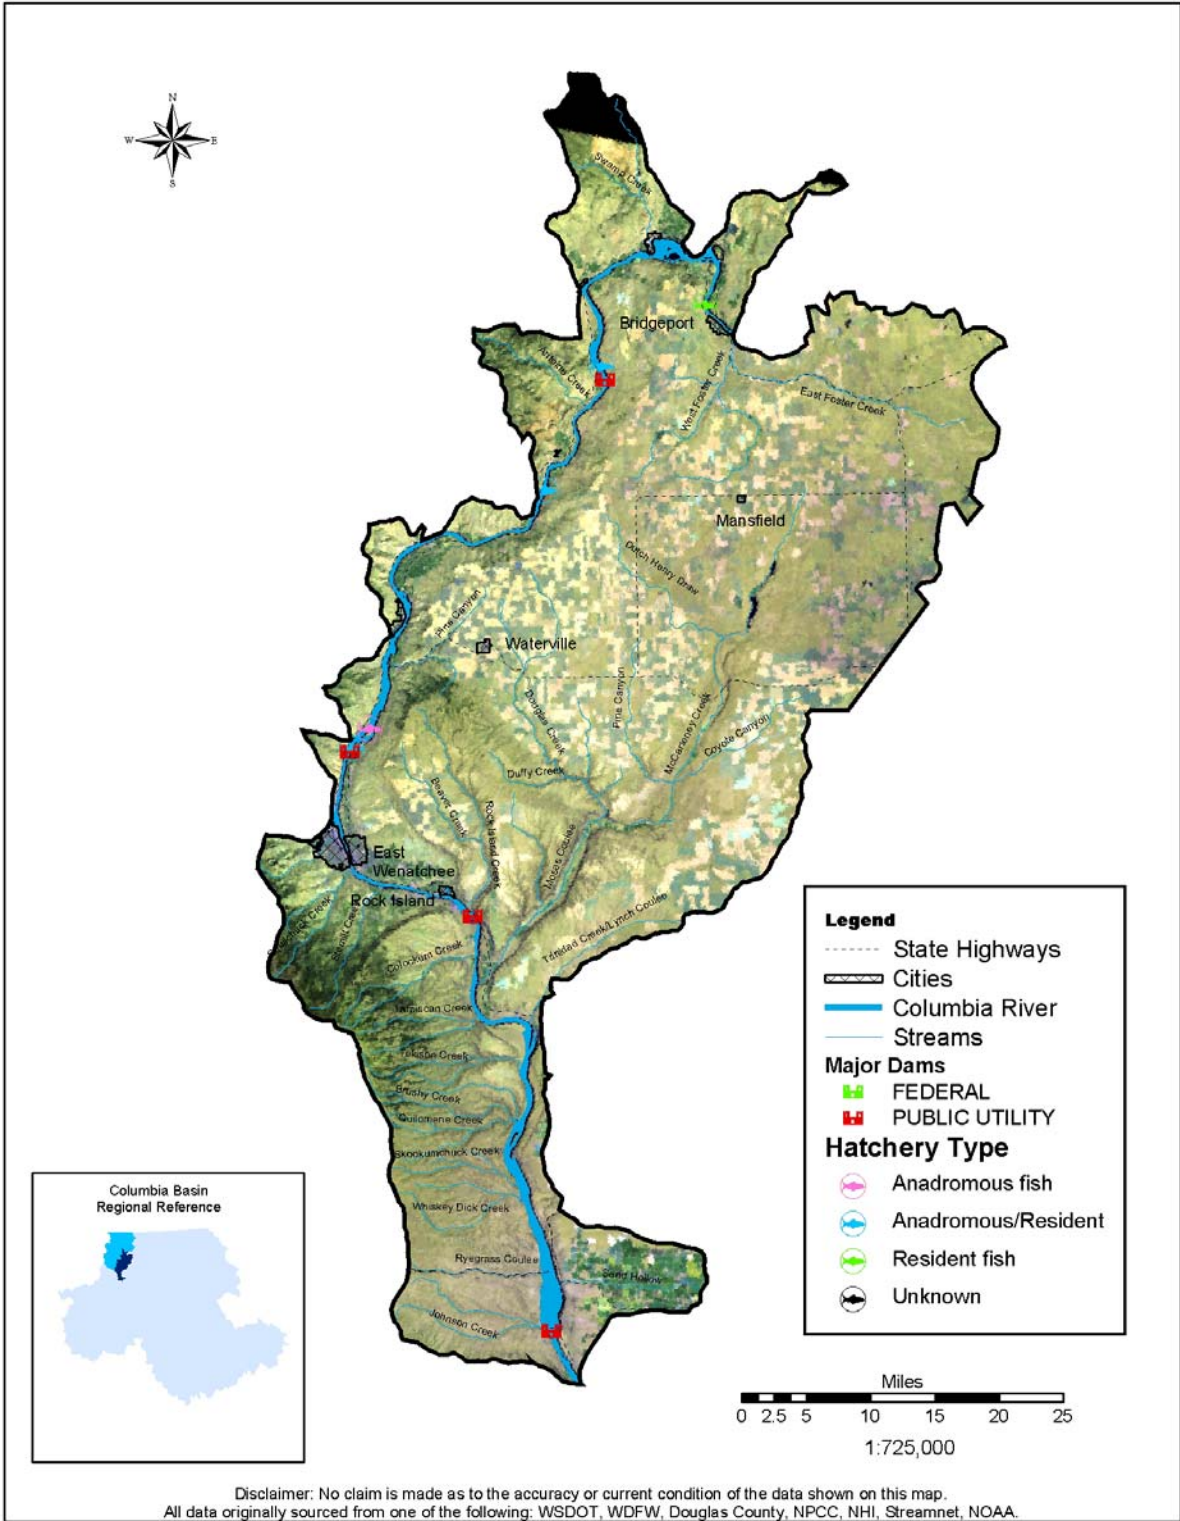 N
W E
S
Swamp Creek
Bridgeport
Antoine Creek
West Foster Creek
East Foster Creek
Mansfield
Dutch Henry Draw
Pine Canyon
Waterville
Douglas Creek
Pine Canyon
McCarteney Creek
Coyote Canyon
Duffy Creek
Beaver Creek
Rock Island Creek
Moses Coulee
East
Wenatchee
Rock Island
Trinidad Creek/Lynch Coulee
Colockum Creek
Tarpiscan Creek
Tekison Creek
Brushy Creek
Quilomene Creek
Skookumchuck Creek
Whiskey Dick Creek
Ryegrass Coulee
Sand Hollow
Johnson Creek
Legend
State Highways
Cities
Columbia River
Streams
Major Dams
FEDERAL
PUBLIC UTILITY
Hatchery Type
Anadromous fish
Anadromous/Resident
Resident fish
Unknown
Columbia Basin
Regional Reference
Miles
0 2.5 5 10 15 20 25
1:725,000
Disclaimer: No claim is made as to the accuracy or current condition of the data shown on this map.
All data originally sourced from one of the following: WSDOT, WDFW, Douglas County, NPCC, NHI, Streamnet, NOAA.